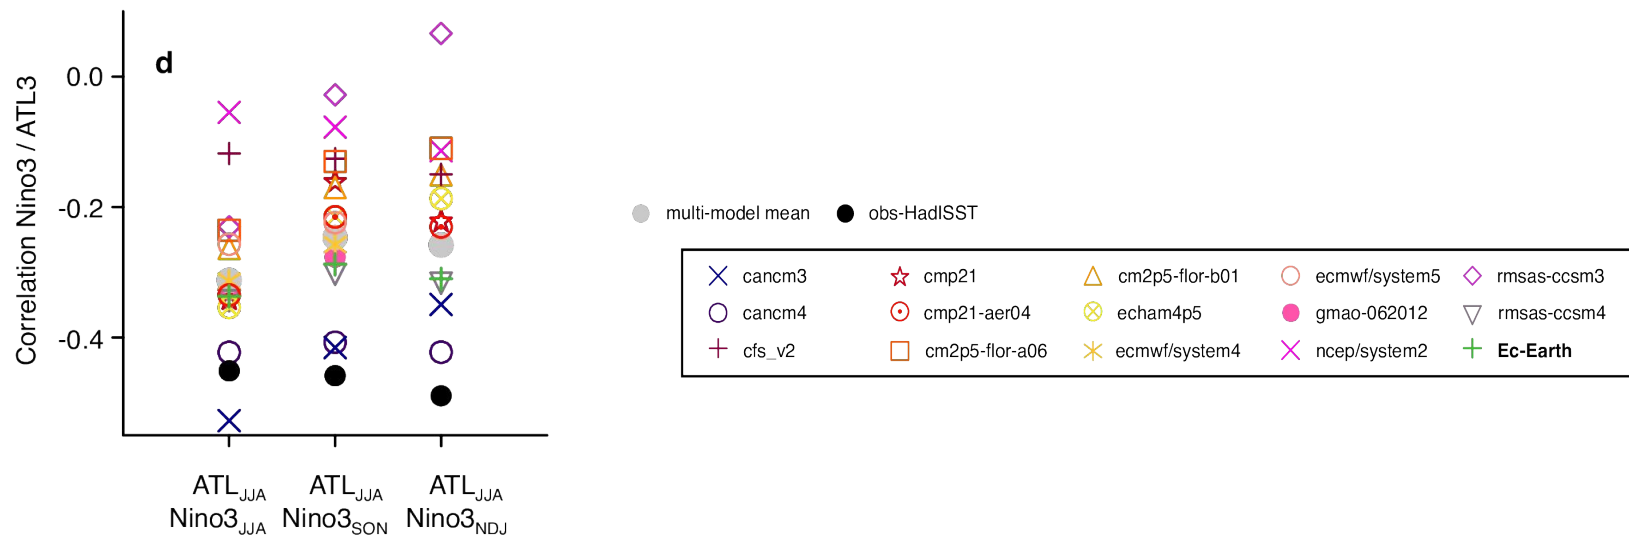 d
Correlation Nino3 / ATL3
0.0
-0.2
-0.4
ATLJJA ATLJJA ATLJJA
Nino3JJA Nino3SON Nino3NDJ
multi-model mean obs-HadISST
cancm3 cmp21 cm2p5-flor-b01 ecmwf/system5 rmsas-ccsm3
cancm4 cmp21-aer04 echam4p5 gmao-062012 rmsas-ccsm4
cfs_v2 cm2p5-flor-a06 ecmwf/system4 ncep/system2 Ec-Earth